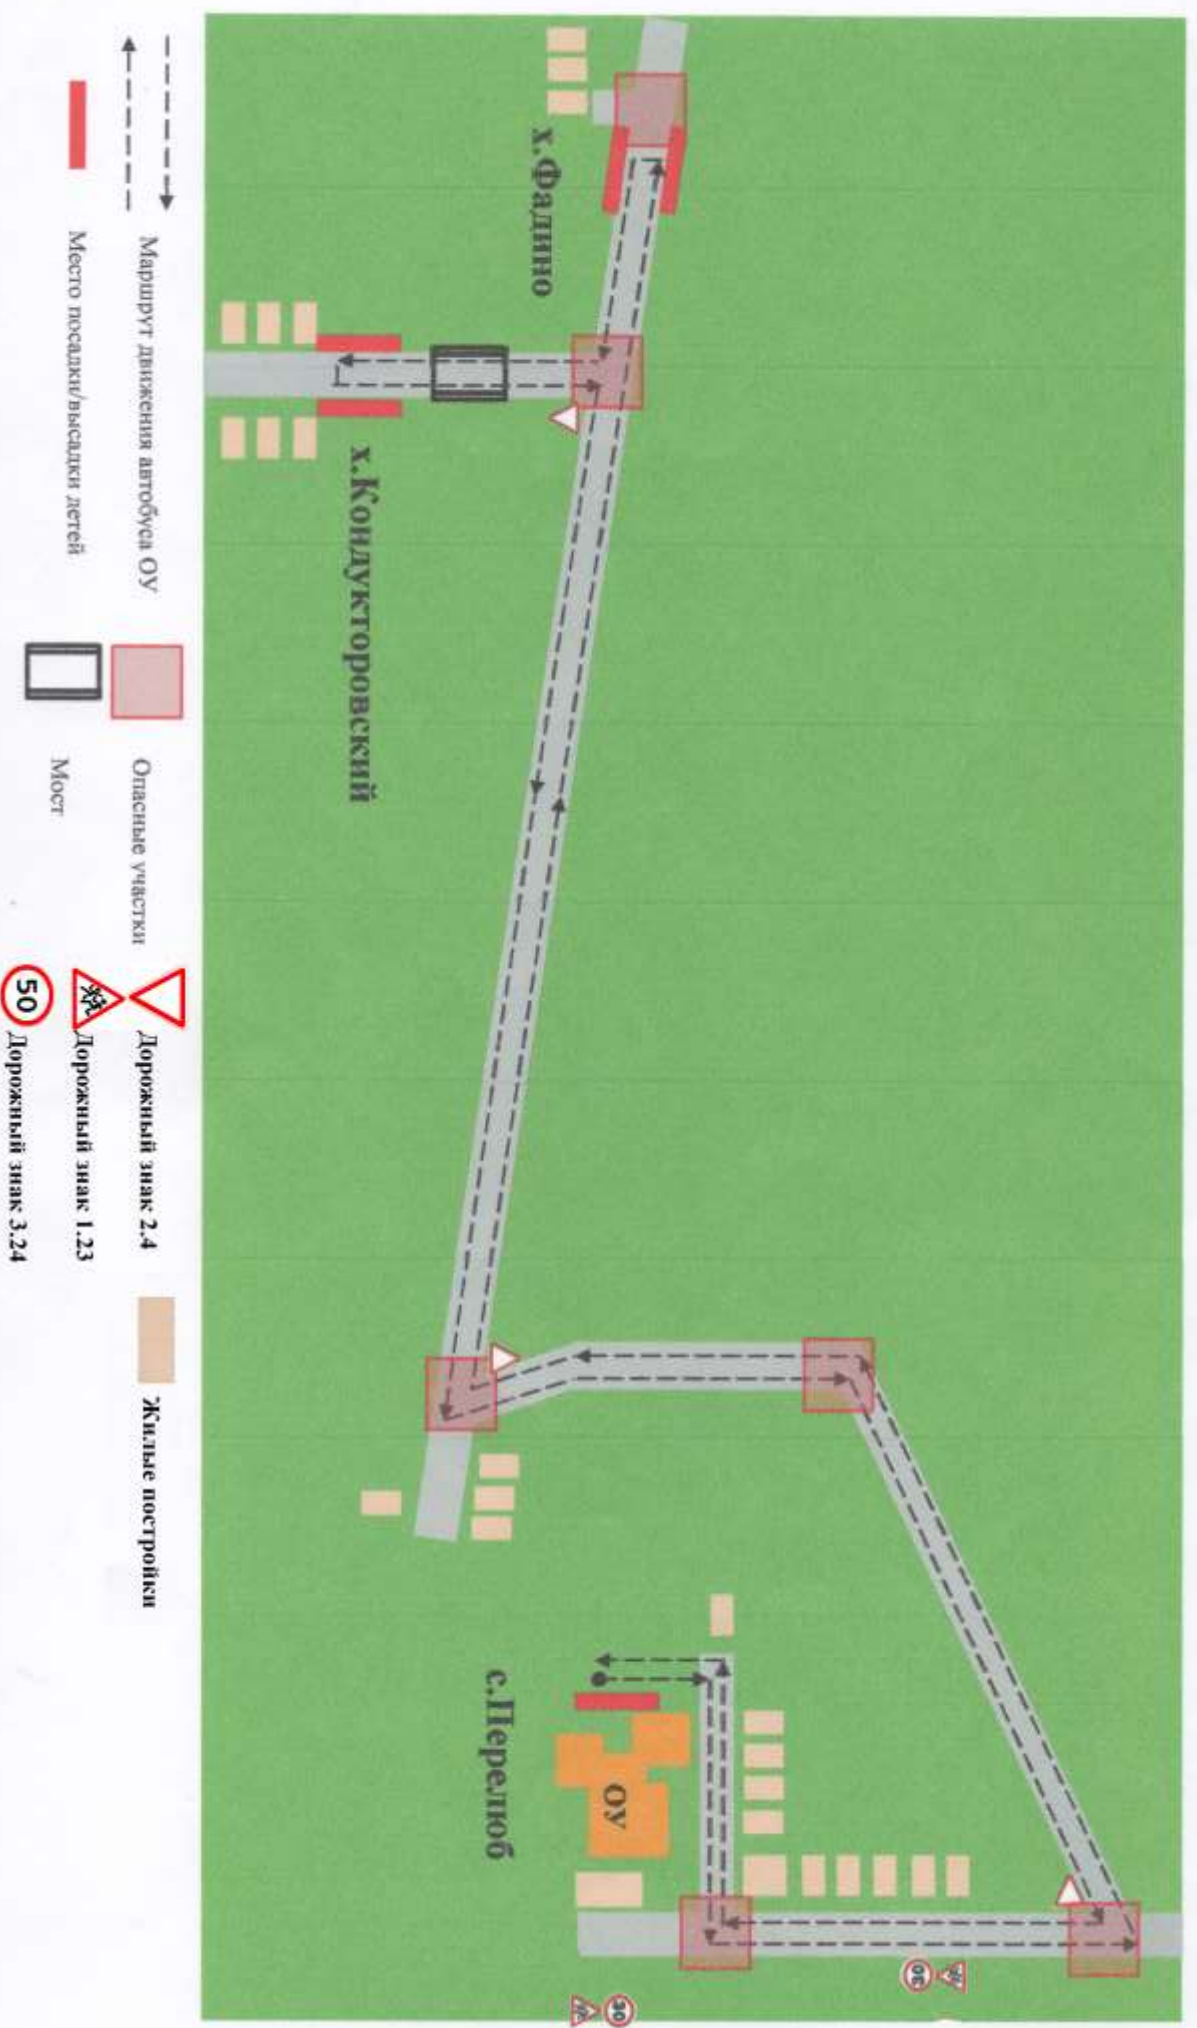 х.Фадино
х.Кондукторовский
с.Перелюб
ОУ
30
30
Маршрут движения автобуса ОУ
Место посадки/высадки детей
Опасные участки
Мост
Дорожный знак 2.4
Дорожный знак 1.23
50
Дорожный знак 3.24
Жилые постройки